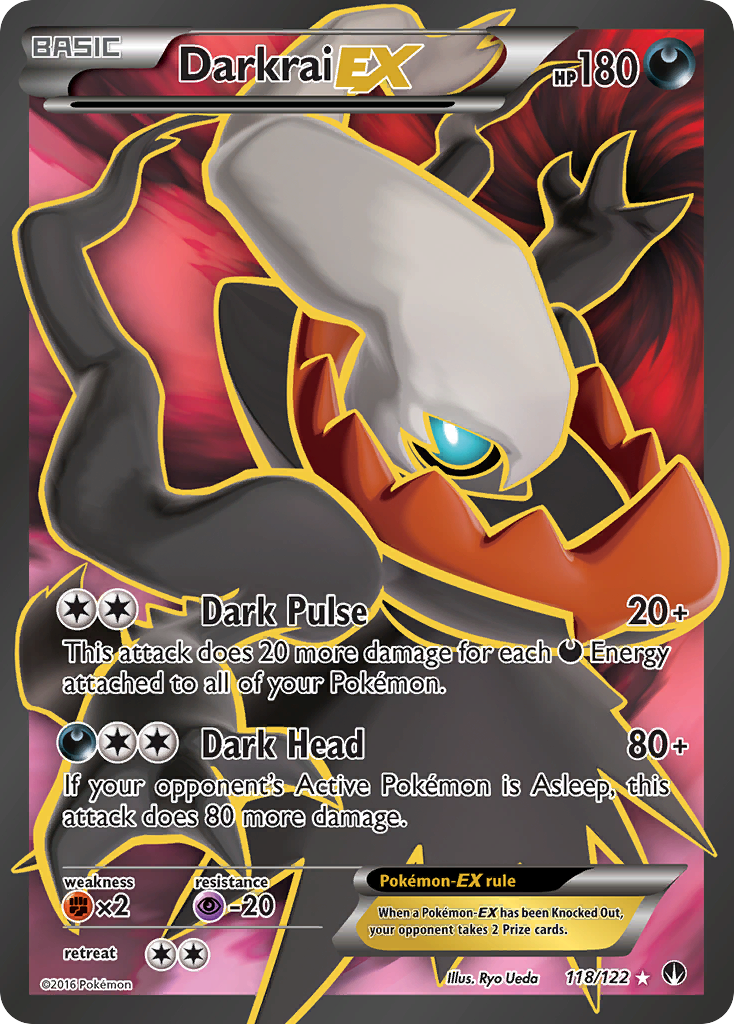 BASIC
Darkrai EX
HP 180
Dark Pulse 20+
This attack does 20 more damage for each Energy
attached to all of your Pokémon.
Dark Head 80+
If your opponent's Active Pokémon is Asleep, this
attack does 80 more damage.
weakness resistance
×2 -20
retreat
Pokémon-EX rule
When a Pokémon-EX has been Knocked Out,
your opponent takes 2 Prize cards.
©2016 Pokémon
Illus. Ryo Ueda 118/122